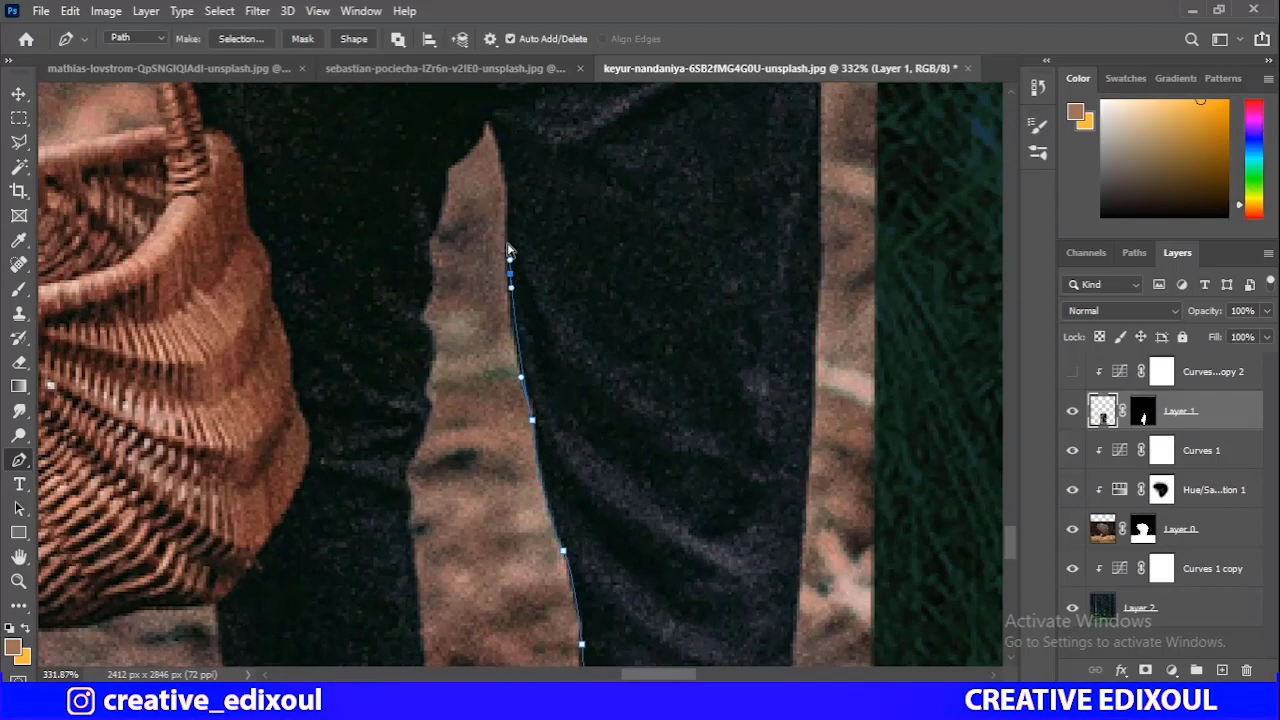 Ps File Edit Image Layer Type Select Filter 3D View Window Help
Path Make: Selection... Mask Shape Auto Add/Delete Align Edges
mathias-lovstrom-QpSNGIQIAdI-unsplash.jpg @... × sebastian-pociecha-IZr6n-v2IE0-unsplash.jpg @... × keyur-nandaniya-6SB2fMG4G0U-unsplash.jpg @ 332% (Layer 1, RGB/8) * ×
Color Swatches Gradients Patterns
Channels Paths Layers
Kind
Normal Opacity: 100%
Lock: Fill: 100%
Curves...opy 2
Layer 1
Curves 1
Hue/Sa...tion 1
Layer 0
Curves 1 copy
Layer 2
Activate Windows
Go to Settings to activate Windows.
331.87% 2412 px x 2846 px (72 ppi)
creative_edixoul CREATIVE EDIXOUL